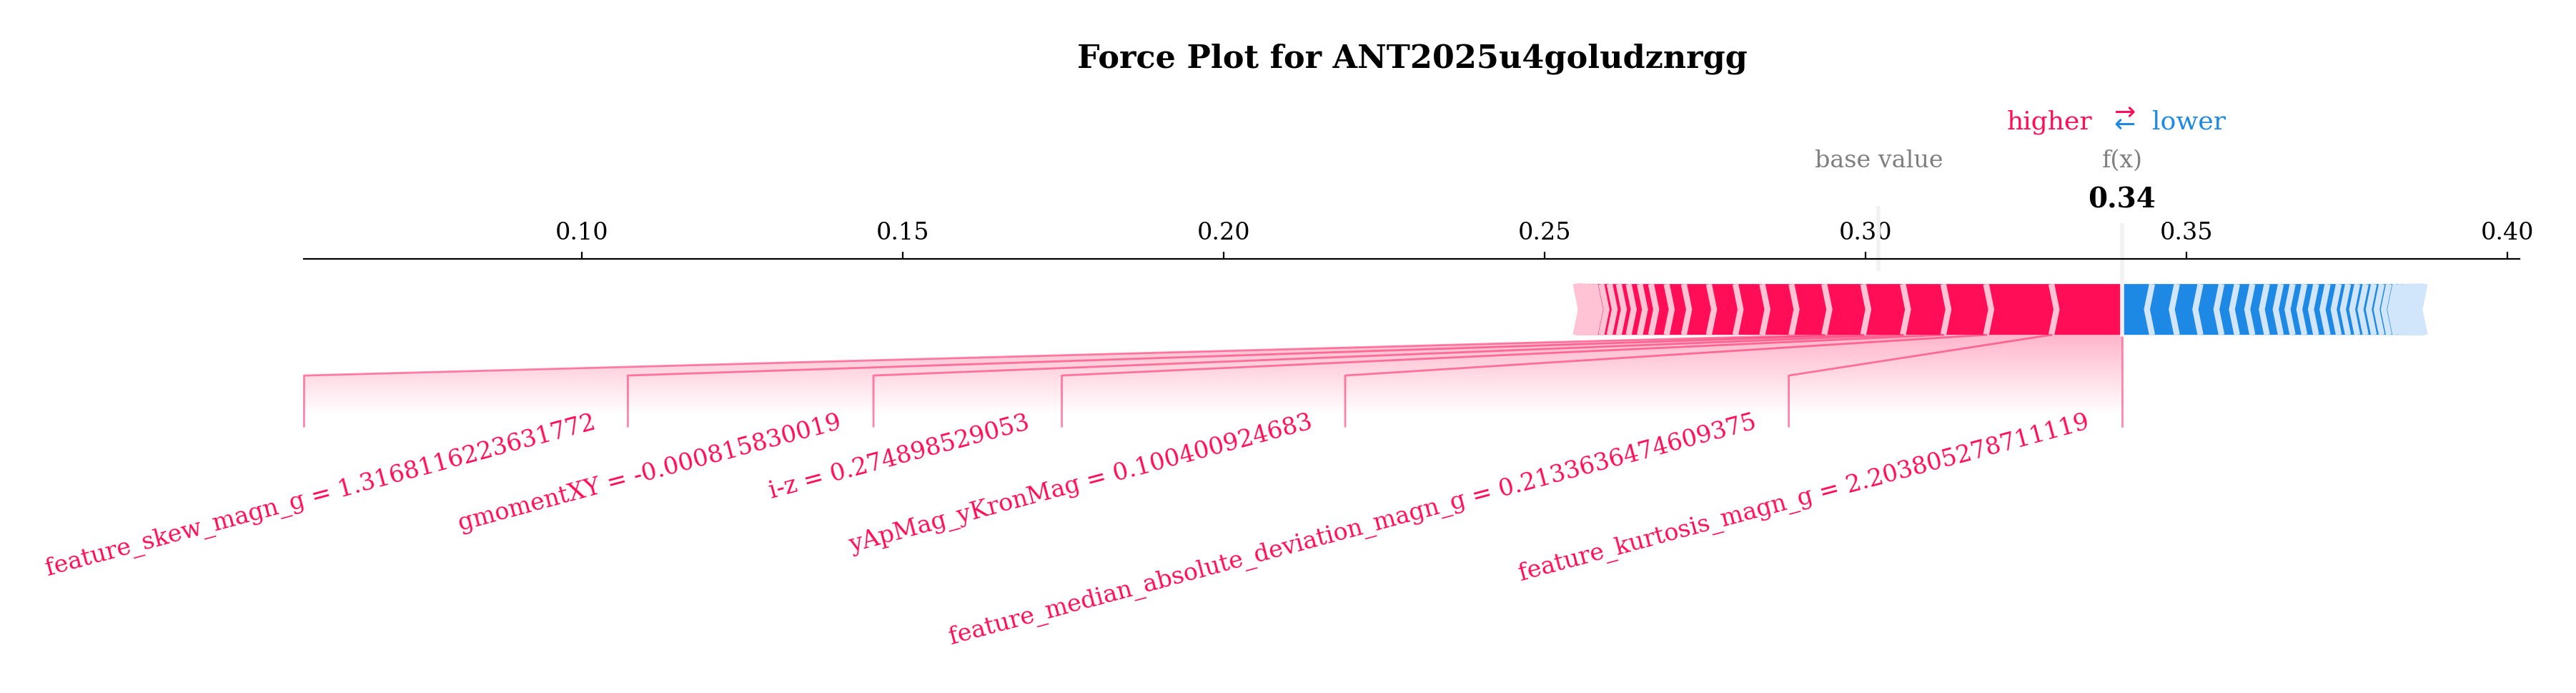 Force Plot for ANT2025u4goludznrgg
higher ⇄ lower
base value f(x)
0.34
0.10 0.15 0.20 0.25 0.30 0.35 0.40
feature_skew_magn_g = 1.3168116223631772
gmomentXY = -0.000815830019
i-z = 0.274898529053
yApMag_yKronMag = 0.100400924683
feature_median_absolute_deviation_magn_g = 0.2133636474609375
feature_kurtosis_magn_g = 2.203805278711119